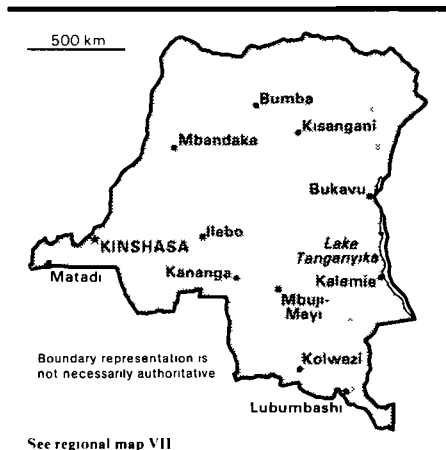 500 km
Bumba
Kisangani
Mbandaka
Bukavu
Ilebo
Lake
Tanganyika
KINSHASA
Matadi
Kananga
Kalemie
Mbuji-
Mayi
Boundary representation is
not necessarily authoritative
Kolwezi
Lubumbashi
See regional map VII